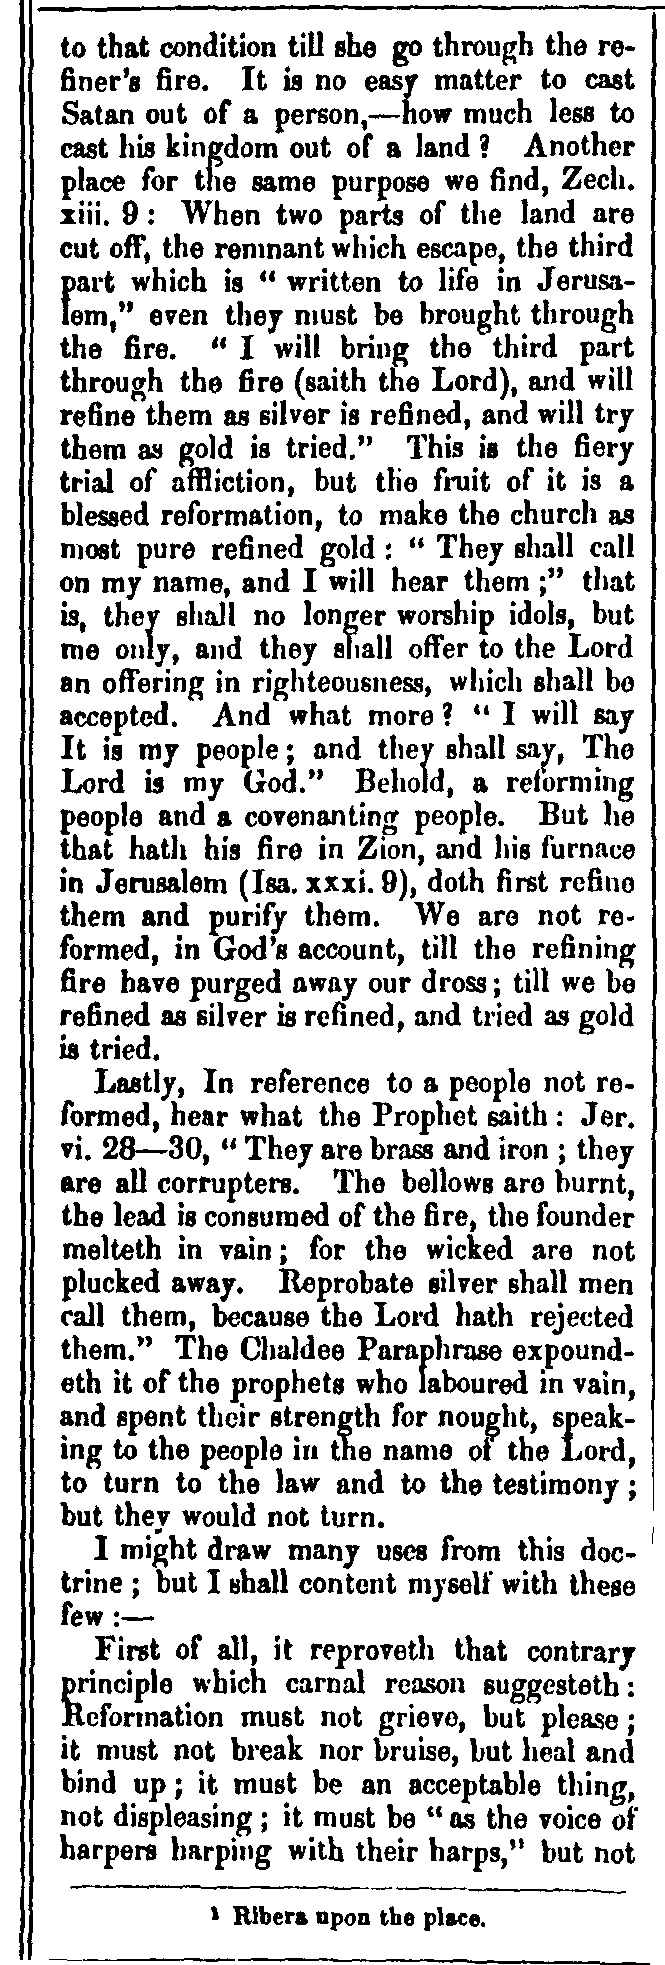 to that condition till she go through the re-
finer's fire. It is no easy matter to cast
Satan out of a person,—how much less to
cast his kingdom out of a land? Another
place for the same purpose we find, Zech.
xiii. 9: When two parts of the land are
cut off, the remnant which escape, the third
part which is "written to life in Jerusa-
lem," even they must be brought through
the fire. "I will bring the third part
through the fire (saith the Lord), and will
refine them as silver is refined, and will try
them as gold is tried." This is the fiery
trial of affliction, but the fruit of it is a
blessed reformation, to make the church as
most pure refined gold: "They shall call
on my name, and I will hear them;" that
is, they shall no longer worship idols, but
me only, and they shall offer to the Lord
an offering in righteousness, which shall be
accepted. And what more? "I will say
It is my people; and they shall say, The
Lord is my God." Behold, a reforming
people and a covenanting people. But he
that hath his fire in Zion, and his furnace
in Jerusalem (Isa. xxxi. 9), doth first refine
them and purify them. We are not re-
formed, in God's account, till the refining
fire have purged away our dross; till we be
refined as silver is refined, and tried as gold
is tried.
Lastly, In reference to a people not re-
formed, hear what the Prophet saith: Jer.
vi. 28—30, "They are brass and iron; they
are all corrupters. The bellows are burnt,
the lead is consumed of the fire, the founder
melteth in vain; for the wicked are not
plucked away. Reprobate silver shall men
call them, because the Lord hath rejected
them." The Chaldee Paraphrase expound-
eth it of the prophets who laboured in vain,
and spent their strength for nought, speak-
ing to the people in the name of the Lord,
to turn to the law and to the testimony;
but they would not turn.
I might draw many uses from this doc-
trine; but I shall content myself with these
few:—
First of all, it reproveth that contrary
principle which carnal reason suggesteth:
Reformation must not grieve, but please;
it must not break nor bruise, but heal and
bind up; it must be an acceptable thing,
not displeasing; it must be "as the voice of
harpers harping with their harps," but not
1 Ribera upon the place.